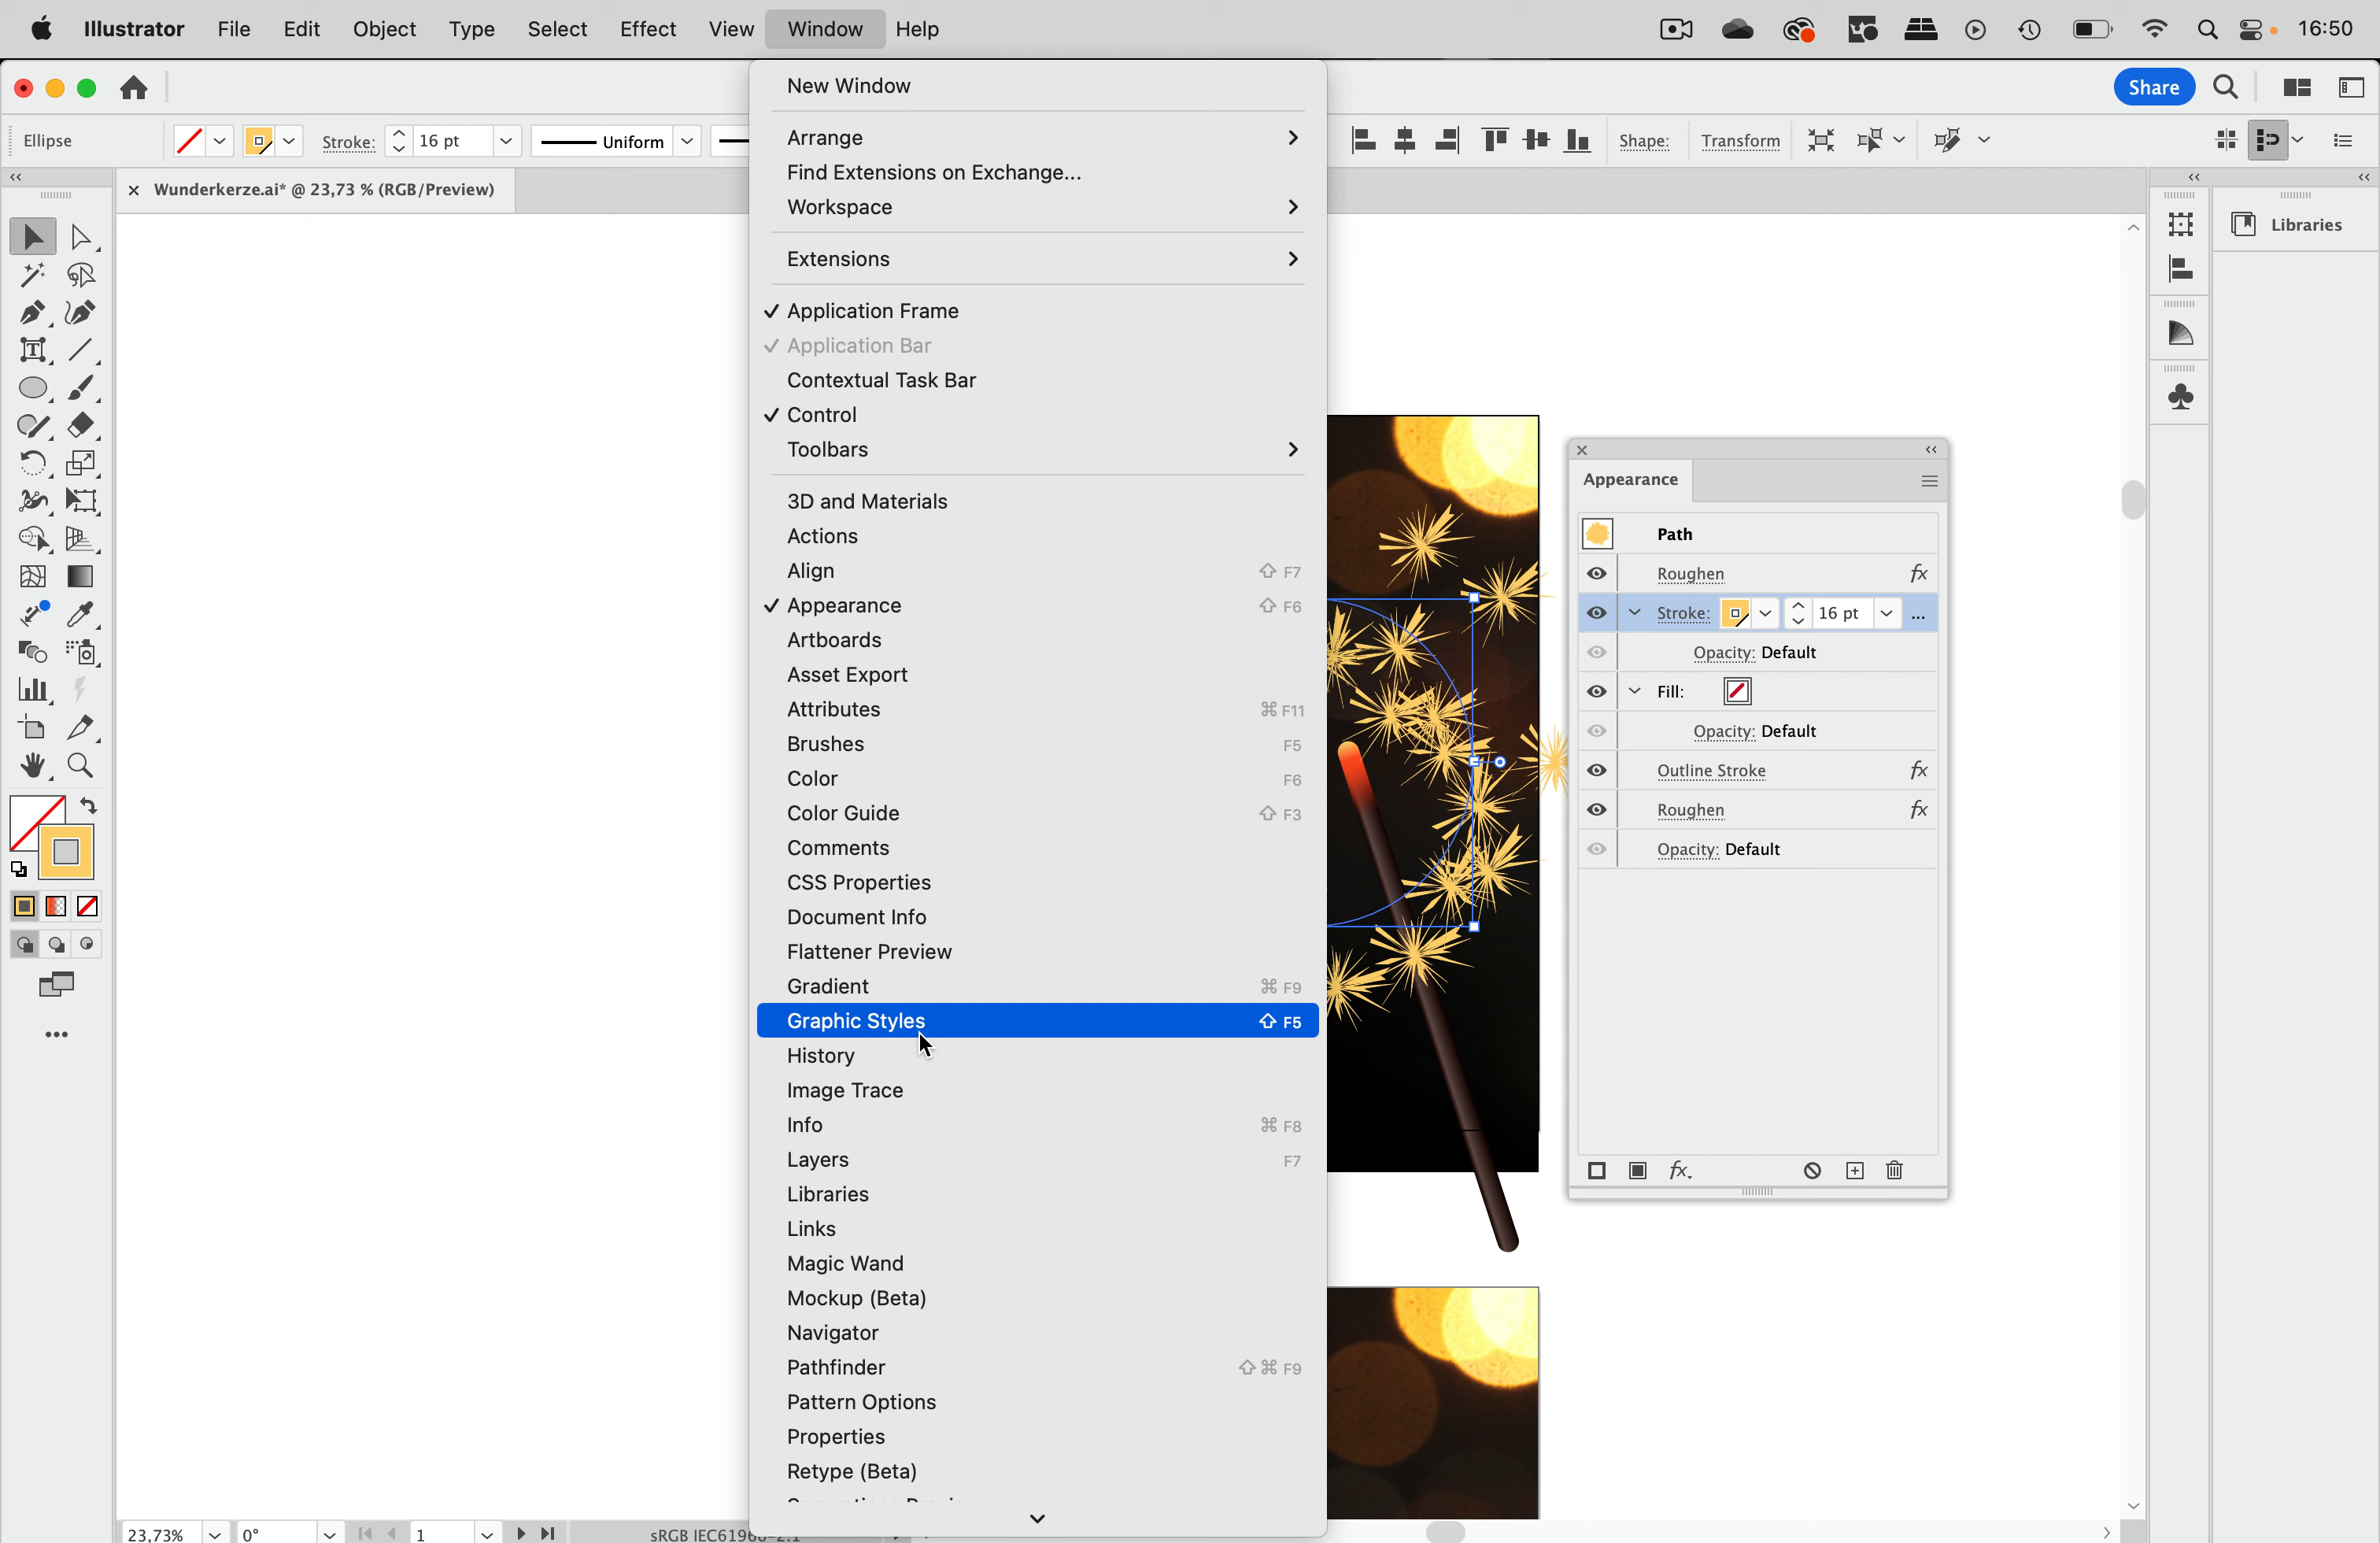 Illustrator File Edit Object Type Select Effect View Window Help 16:50
Share
Ellipse Stroke: 16 pt Uniform Shape: Transform
Wunderkerze.ai* @ 23,73 % (RGB/Preview)
New Window
Arrange
Find Extensions on Exchange...
Workspace
Extensions
Application Frame
Application Bar
Contextual Task Bar
Control
Toolbars
3D and Materials
Actions
Align ⇧ F7
Appearance ⇧ F6
Artboards
Asset Export
Attributes ⌘ F11
Brushes F5
Color F6
Color Guide ⇧ F3
Comments
CSS Properties
Document Info
Flattener Preview
Gradient ⌘ F9
Graphic Styles ⇧ F5
History
Image Trace
Info ⌘ F8
Layers F7
Libraries
Links
Magic Wand
Mockup (Beta)
Navigator
Pathfinder ⇧ ⌘ F9
Pattern Options
Properties
Retype (Beta)
Libraries
Appearance
Path
Roughen fx
Stroke: 16 pt ...
Opacity: Default
Fill:
Opacity: Default
Outline Stroke fx
Roughen fx
Opacity: Default
fx.
23,73% 0° 1